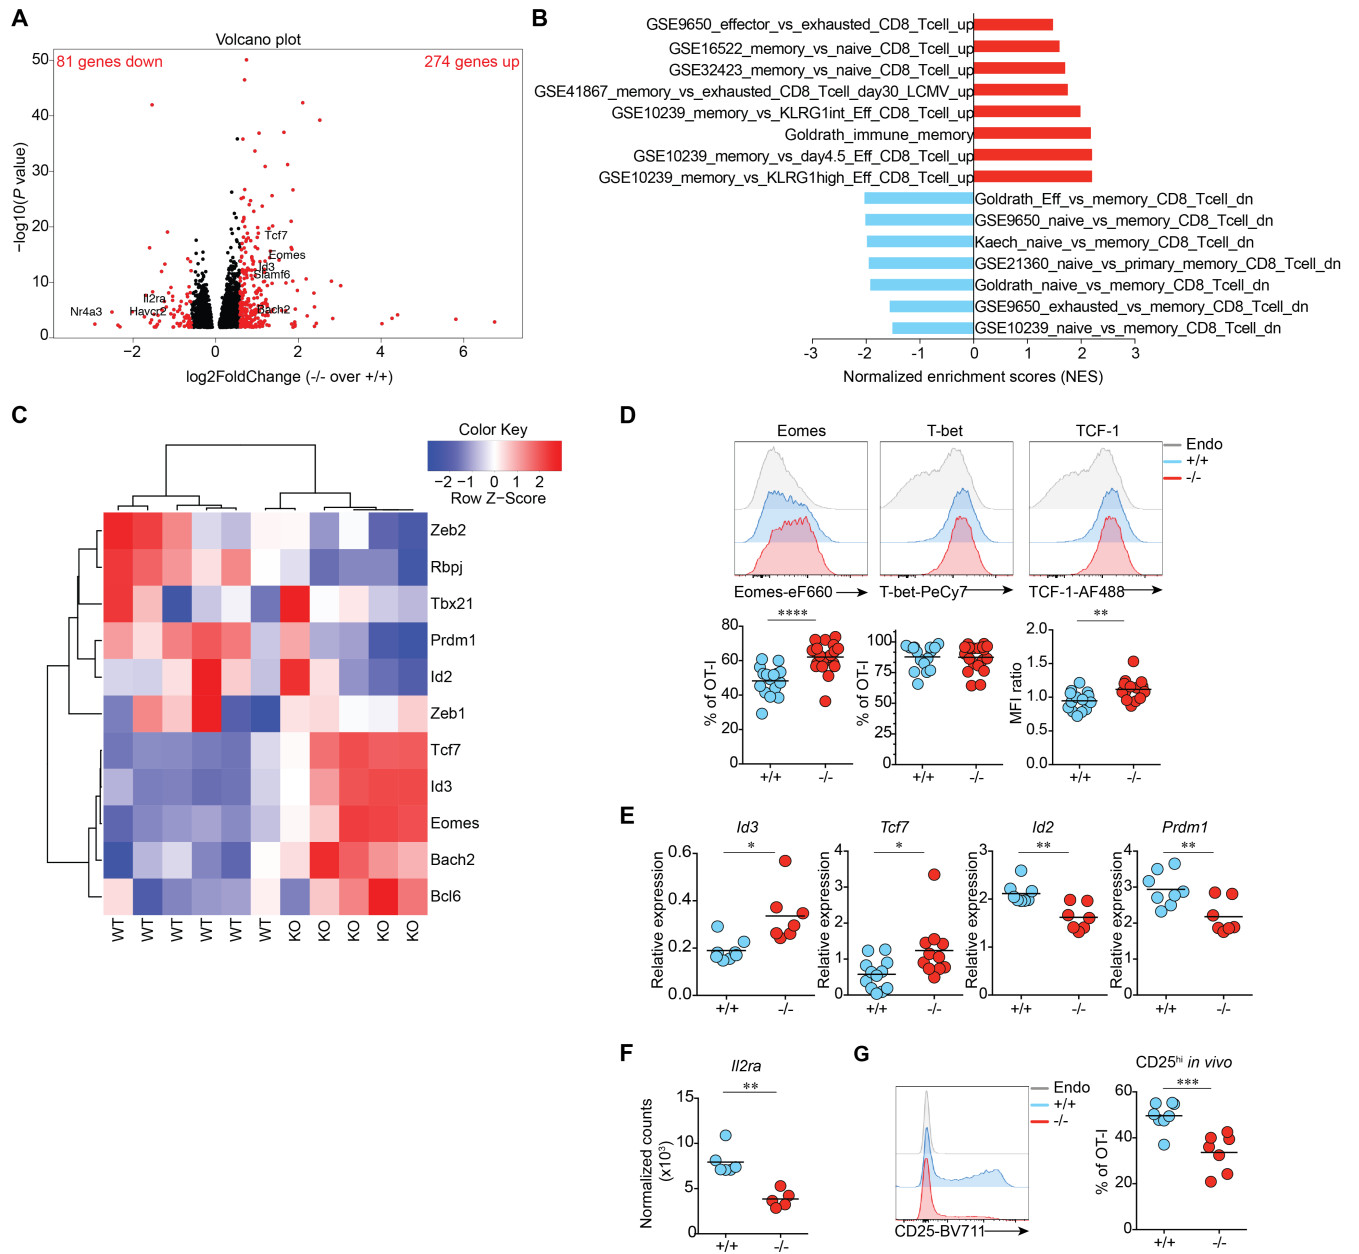 A
Volcano plot
81 genes down
274 genes up
50
40
30
20
10
0
−log10(P value)
Tcf7
Eomes
Id3
Slamf6
Bach2
Il2ra
Havcr2
Nr4a3
−2
0
2
4
6
log2FoldChange (-/- over +/+)
B
GSE9650_effector_vs_exhausted_CD8_Tcell_up
GSE16522_memory_vs_naive_CD8_Tcell_up
GSE32423_memory_vs_naive_CD8_Tcell_up
GSE41867_memory_vs_exhausted_CD8_Tcell_day30_LCMV_up
GSE10239_memory_vs_KLRG1int_Eff_CD8_Tcell_up
Goldrath_immune_memory
GSE10239_memory_vs_day4.5_Eff_CD8_Tcell_up
GSE10239_memory_vs_KLRG1high_Eff_CD8_Tcell_up
Goldrath_Eff_vs_memory_CD8_Tcell_dn
GSE9650_naive_vs_memory_CD8_Tcell_dn
Kaech_naive_vs_memory_CD8_Tcell_dn
GSE21360_naive_vs_primary_memory_CD8_Tcell_dn
Goldrath_naive_vs_memory_CD8_Tcell_dn
GSE9650_exhausted_vs_memory_CD8_Tcell_dn
GSE10239_naive_vs_memory_CD8_Tcell_dn
-3 -2 -1 0 1 2 3
Normalized enrichment scores (NES)
C
Color Key
−2 −1 0 1 2
Row Z−Score
Zeb2
Rbpj
Tbx21
Prdm1
Id2
Zeb1
Tcf7
Id3
Eomes
Bach2
Bcl6
WT WT WT WT WT WT KO KO KO KO KO
D
Eomes
T-bet
TCF-1
Endo
+/+
-/-
Eomes-eF660
T-bet-PeCy7
TCF-1-AF488
****
80
60
40
20
0
% of OT-I
+/+ -/-
100
75
50
25
0
% of OT-I
+/+ -/-
**
2.0
1.5
1.0
0.5
0.0
MFI ratio
+/+ -/-
E
Id3
*
0.6
0.4
0.2
0.0
Relative expression
+/+ -/-
Tcf7
*
4
3
2
1
0
Relative expression
+/+ -/-
Id2
**
3
2
1
0
Relative expression
+/+ -/-
Prdm1
**
4
3
2
1
0
Relative expression
+/+ -/-
F
Il2ra
**
15
10
5
0
Normalized counts
(x10³)
+/+ -/-
G
Endo
+/+
-/-
CD25-BV711
CD25ʰⁱ in vivo
***
60
40
20
0
% of OT-I
+/+ -/-